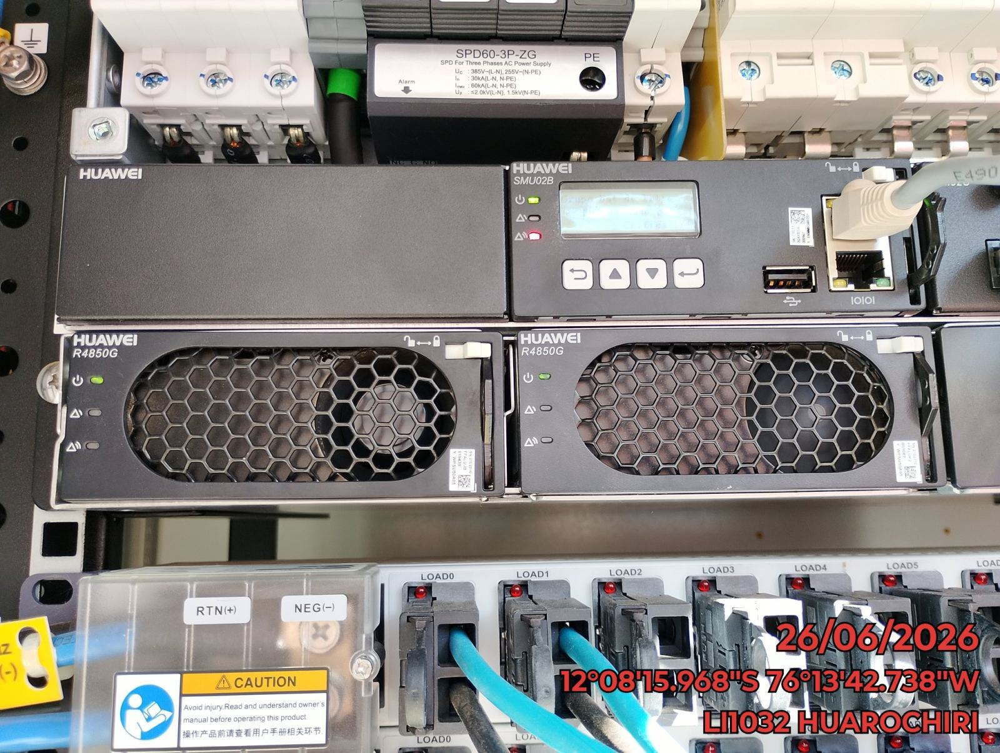 SPD60-3P-ZG
SPD For Three Phases AC Power Supply
Uc : 385V~(L-N), 255V~(N-PE)
In : 30kA(L-N, N-PE)
Imax : 60kA(L-N, N-PE)
Up : ≤2.0kV(L-N), 1.5kV(N-PE)
Alarm
PE
HUAWEI
HUAWEI
SMU02B
E490
IOIOI
HUAWEI
R4850G
HUAWEI
R4850G
LOAD0
LOAD1
LOAD2
LOAD3
LOAD4
LOAD5
RTN(+)
NEG(−)
(-)
CAUTION
Avoid injury.Read and understand owner's
manual before operating this product.
操作产品前请查看用户手册相关环节.
LOAD0
26/06/2026
12°08'15.968"S 76°13'42.738"W
LI1032 HUAROCHIRI